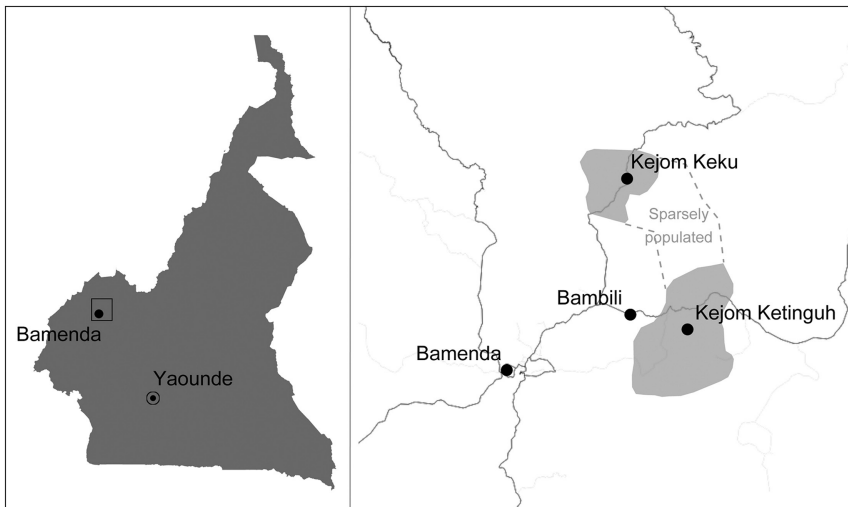 Bamenda
Yaounde
Kejom Keku
Sparsely
populated
Bambili
Kejom Ketinguh
Bamenda